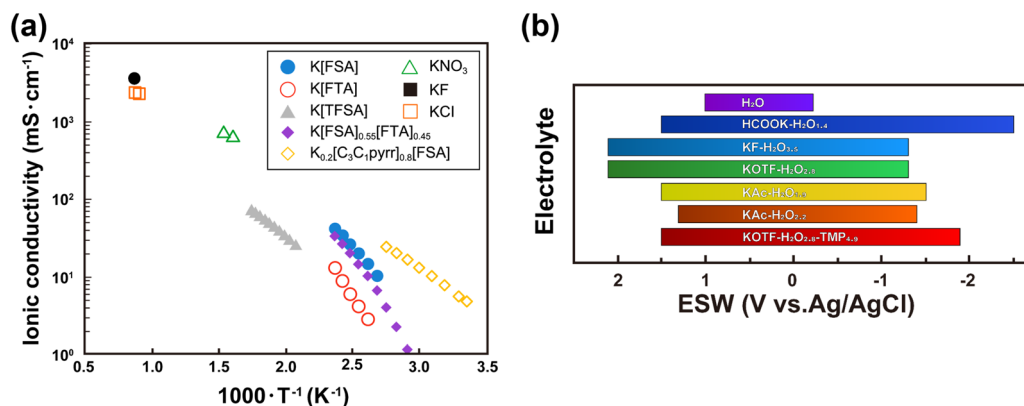 (a)
Ionic conductivity (mS·cm⁻¹)
10⁴
10³
10²
10¹
10⁰
0.5
1.0
1.5
2.0
2.5
3.0
3.5
1000·T⁻¹ (K⁻¹)
K[FSA]
K[FTA]
K[TFSA]
K[FSA]₀.₅₅[FTA]₀.₄₅
K₀.₂[C₃C₁pyrr]₀.₈[FSA]
KNO₃
KF
KCl
(b)
Electrolyte
H₂O
HCOOK-H₂O₁.₄
KF-H₂O₃.₅
KOTF-H₂O₂.₈
KAc-H₂O
KAc-H₂O₂.₂
KOTF-H₂O₂.₈-TMP₄.₉
2
1
0
-1
-2
ESW (V vs.Ag/AgCl)